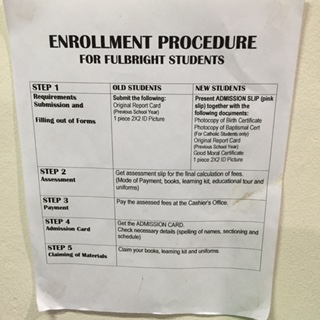 ENROLLMENT PROCEDURE
FOR FULBRIGHT STUDENTS
STEP 1
Requirements
Submission and
Filling out of Forms
OLD STUDENTS
Submit the following:
Original Report Card
(Previous School Year)
1 piece 2X2 ID Picture
NEW STUDENTS
Present ADMISSION SLIP (pink
slip) together with the
following documents:
Photocopy of Birth Certificate
Photocopy of Baptismal Cert
(For Catholic Students only)
Original Report Card
(Previous School Year)
Good Moral Certificate
1 piece 2X2 ID Picture
STEP 2
Assessment
Get assessment slip for the final calculation of fees.
(Mode of Payment, books, learning kit, educational tour and
uniforms)
STEP 3
Payment
Pay the assessed fees at the Cashier's Office.
STEP 4
Admission Card
Get the ADMISSION CARD.
Check necessary details (spelling of names, sectioning and
schedule)
STEP 5
Claiming of Materials
Claim your books, learning kit and uniforms.